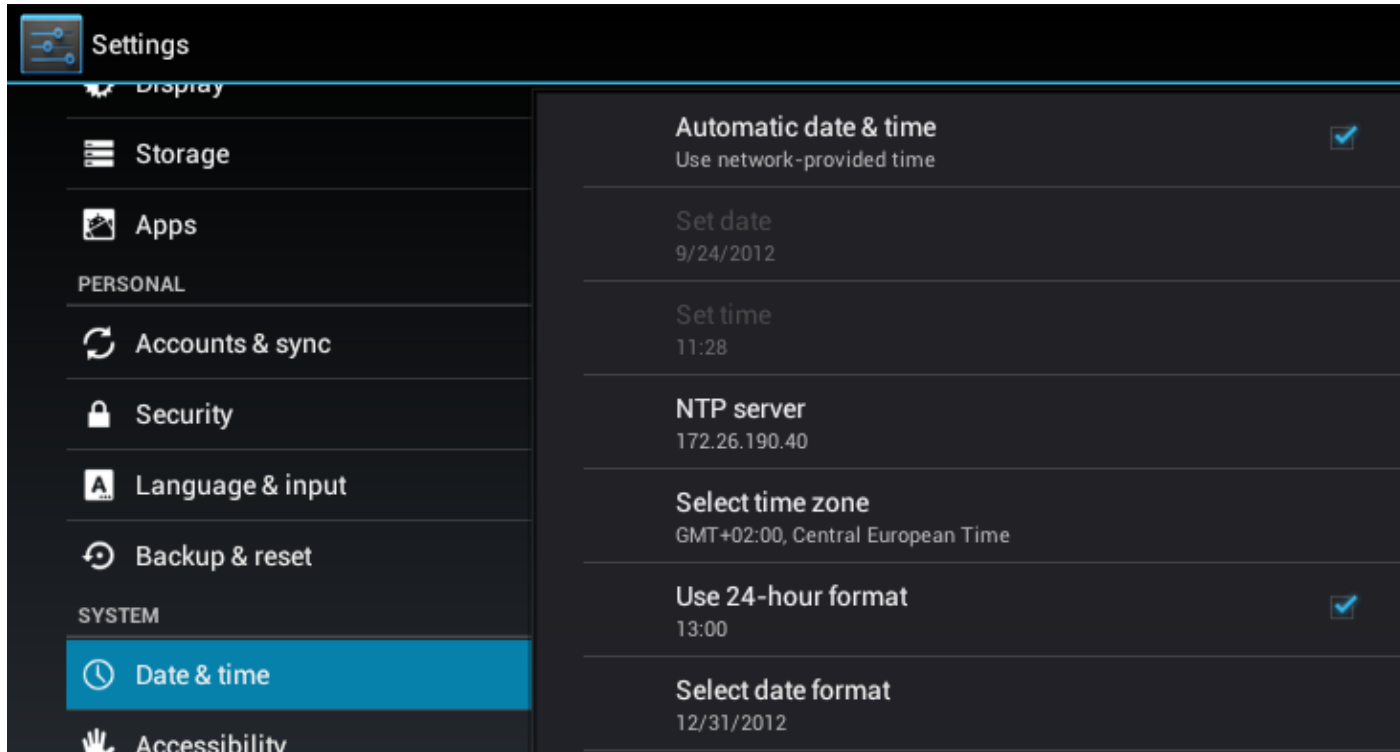 Settings
Display
Storage
Apps
PERSONAL
Accounts & sync
Security
Language & input
Backup & reset
SYSTEM
Date & time
Accessibility
Automatic date & time
Use network-provided time
Set date
9/24/2012
Set time
11:28
NTP server
172.26.190.40
Select time zone
GMT+02:00, Central European Time
Use 24-hour format
13:00
Select date format
12/31/2012